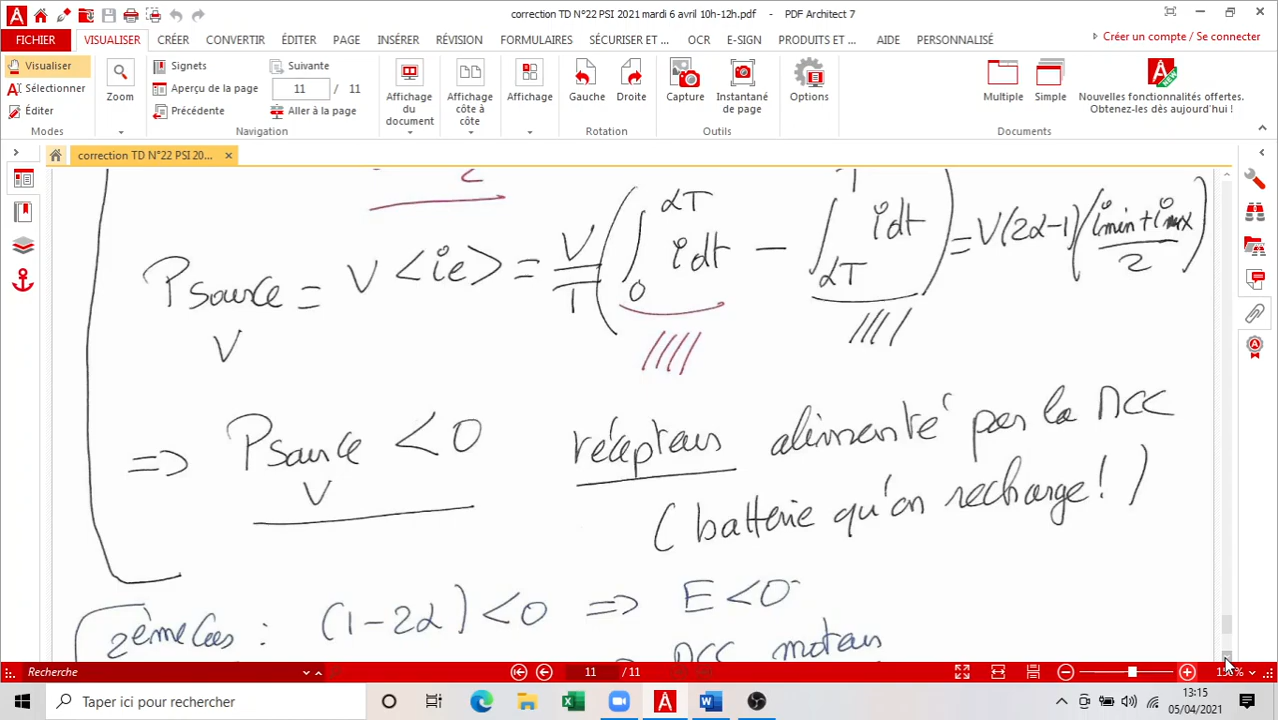 correction TD N°22 PSI 2021 mardi 6 avril 10h-12h.pdf - PDF Architect 7
FICHIER VISUALISER CRÉER CONVERTIR ÉDITER PAGE INSÉRER RÉVISION FORMULAIRES SÉCURISER ET ... OCR E-SSN PRODUITS ET ... AIDE PERSONNALISÉ Créer un compte / Se connecter
Visualiser
Sélectionner
Éditer
Modes
Zoom
Signets
Aperçu de la page
Précédente
Suivante
11 / 11
Aller à la page
Navigation
Affichage du document
Affichage côte à côte
Affichage
Gauche
Droite
Rotation
Capture
Instantané de page
Outils
Options
Multiple
Simple
Documents
Nouvelles fonctionnalités offertes.
Obtenez-les dès aujourd'hui !
correction TD N°22 PSI 20...
2
Psource V = V <ie> = V/T ( ∫0^αT i dt − ∫αT^T i dt ) = V(2α-1) ( (imin + imax)/2 )
=> Psource V < 0 récepteur alimenté par la MCC
(batterie qu'on recharge ! )
2ème Cas : (1-2α) < 0 => E < 0
=> MCC moteur
Recherche 11 / 11 150%
Taper ici pour rechercher
13:15
05/04/2021